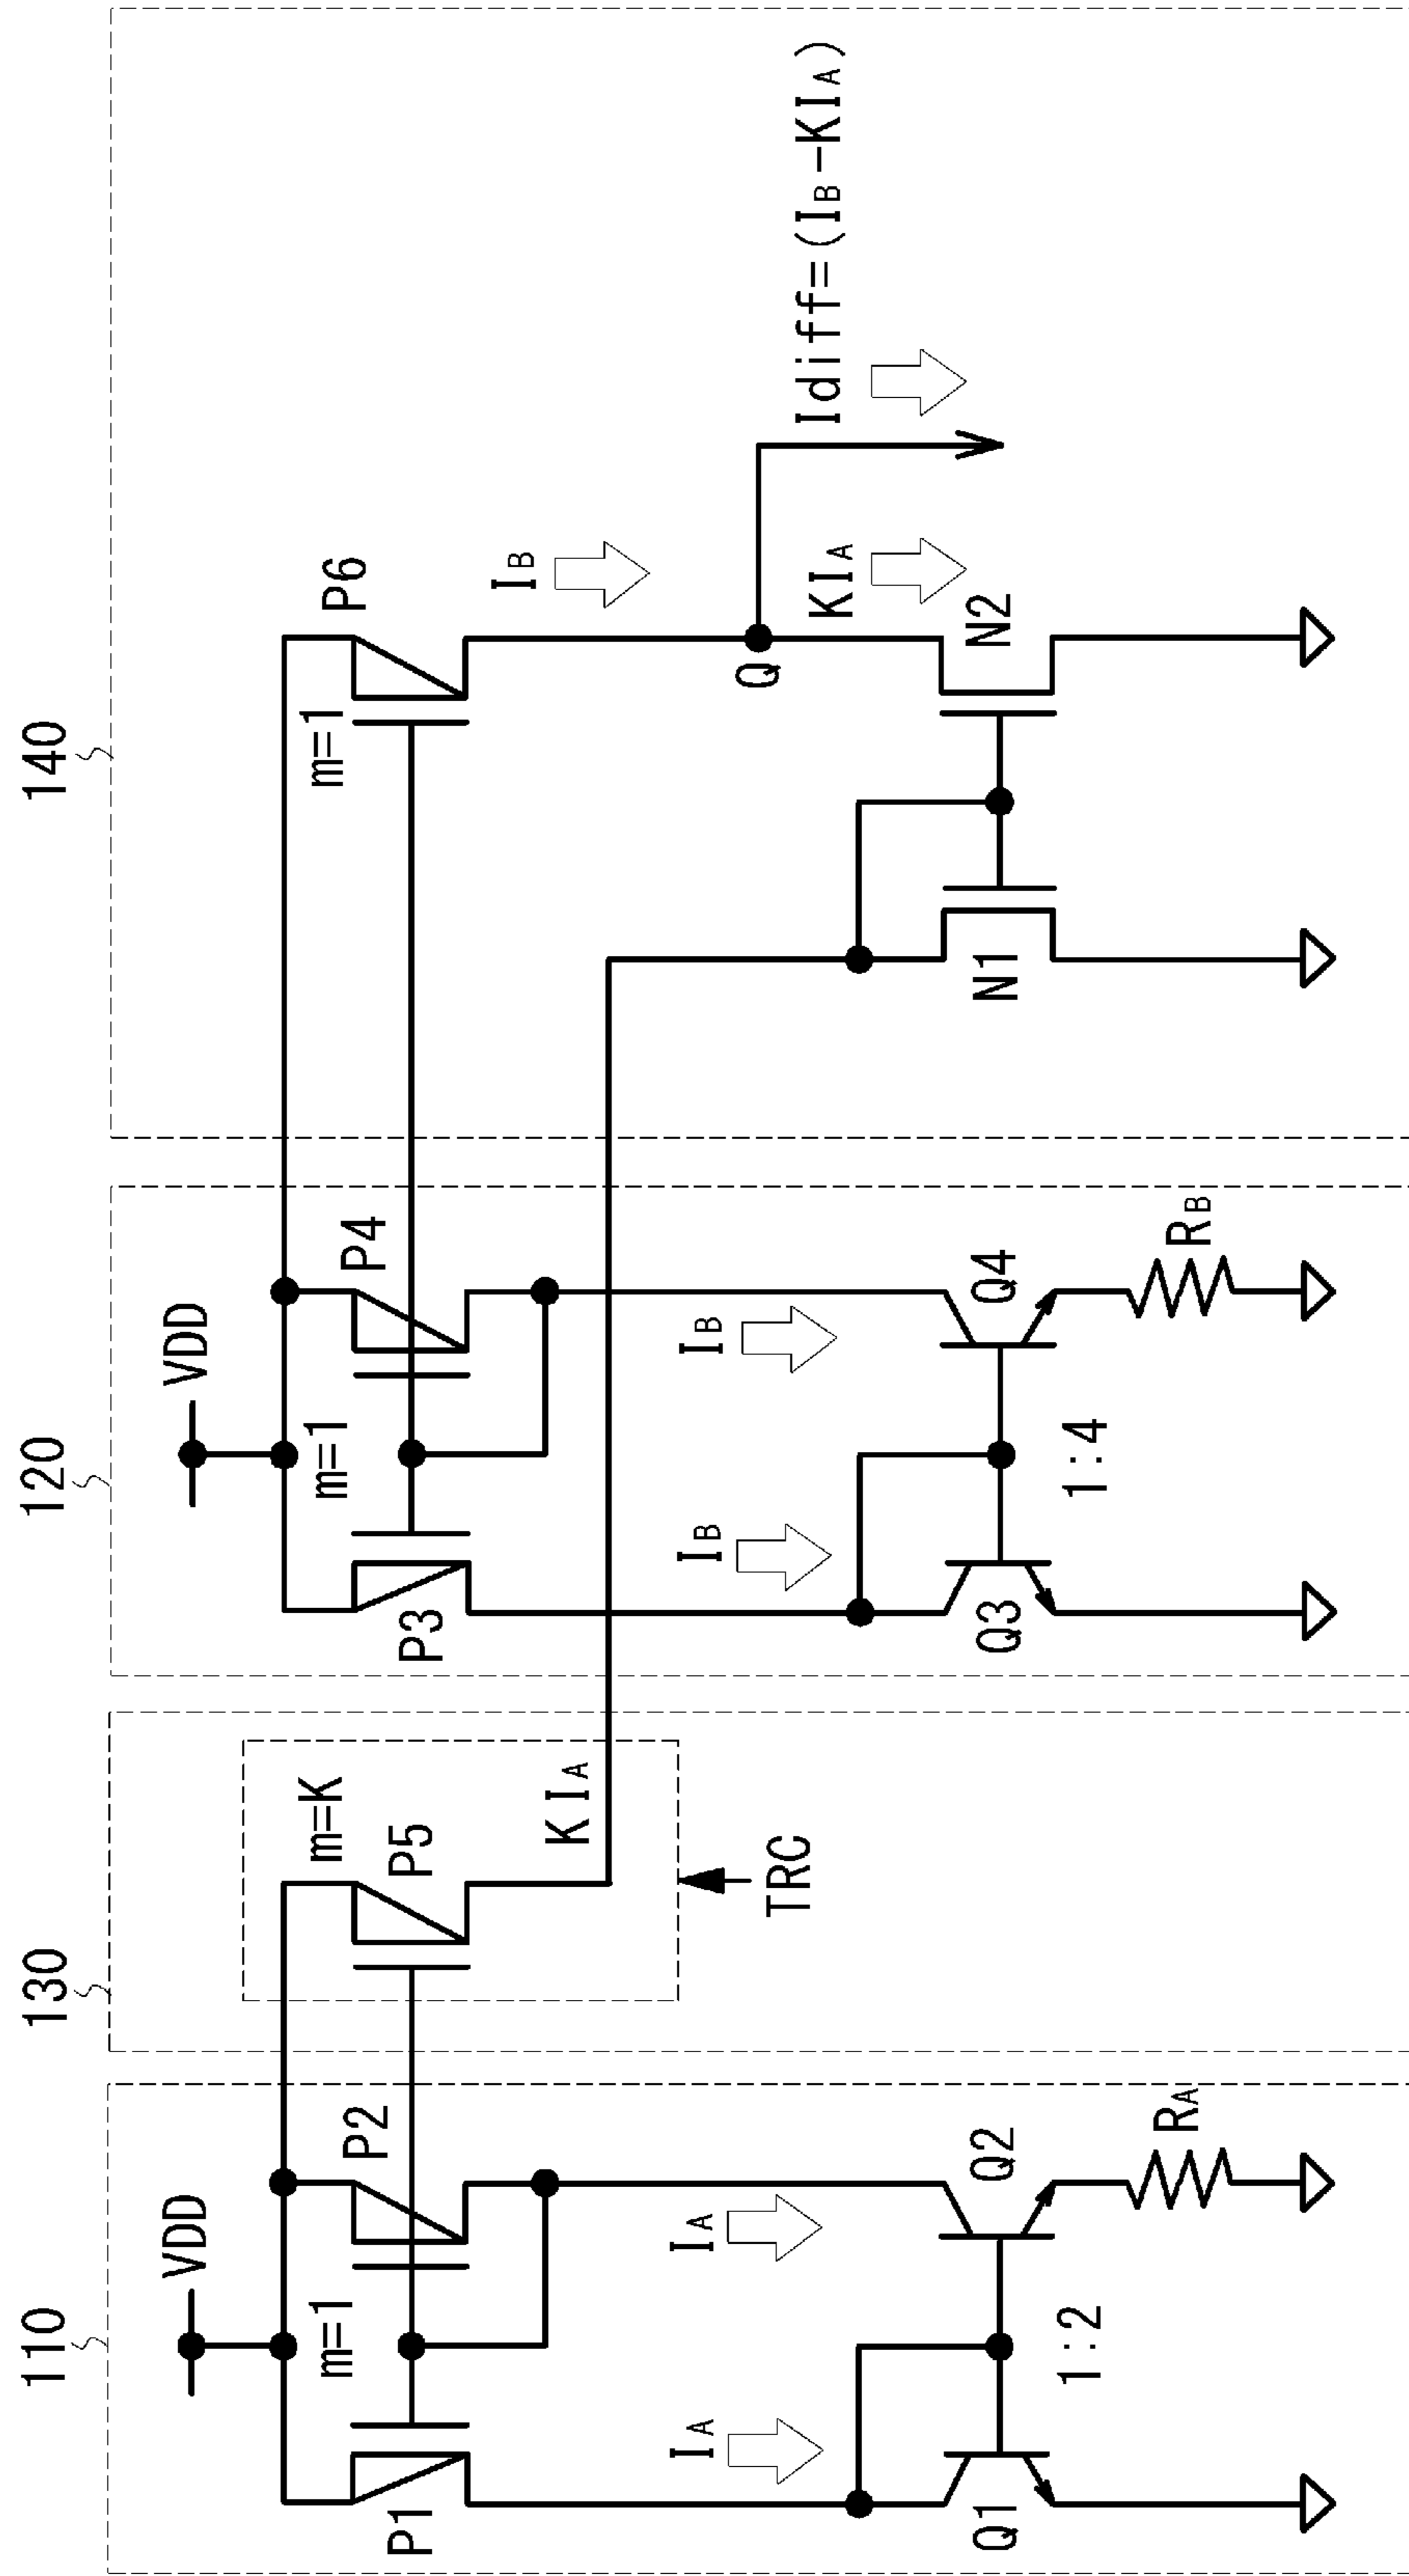 110
130
120
140
VDD
VDD
P1
m=1
P2
m=K
P5
P3
m=1
P4
m=1
P6
KIA
TRC
IA
IA
IB
IB
IB
Q
Idiff=(IB-KIA)
KIA
Q1
Q2
Q3
Q4
N1
N2
1:2
1:4
RA
RB